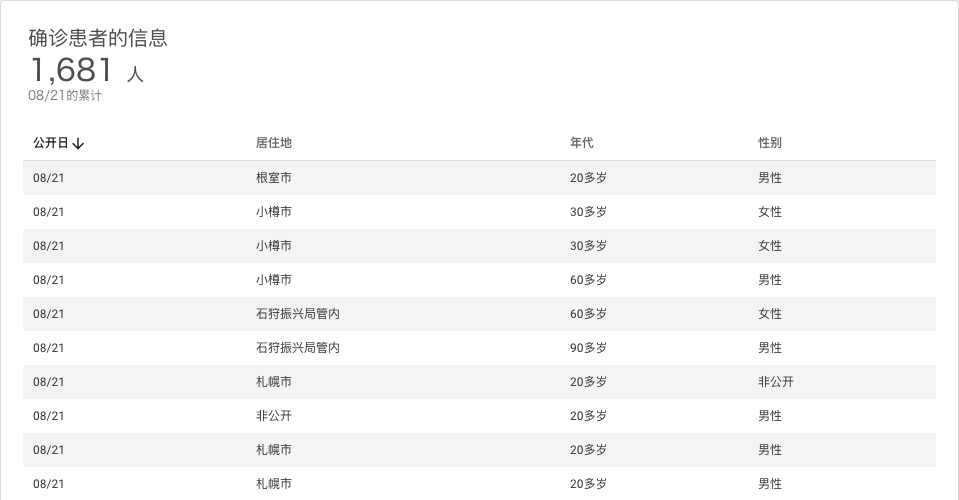 确诊患者的信息
1,681 人
08/21的累计
公开日 居住地 年代 性别
08/21 根室市 20多岁 男性
08/21 小樽市 30多岁 女性
08/21 小樽市 30多岁 女性
08/21 小樽市 60多岁 男性
08/21 石狩振兴局管内 60多岁 女性
08/21 石狩振兴局管内 90多岁 男性
08/21 札幌市 20多岁 非公开
08/21 非公开 20多岁 男性
08/21 札幌市 20多岁 男性
08/21 札幌市 20多岁 男性